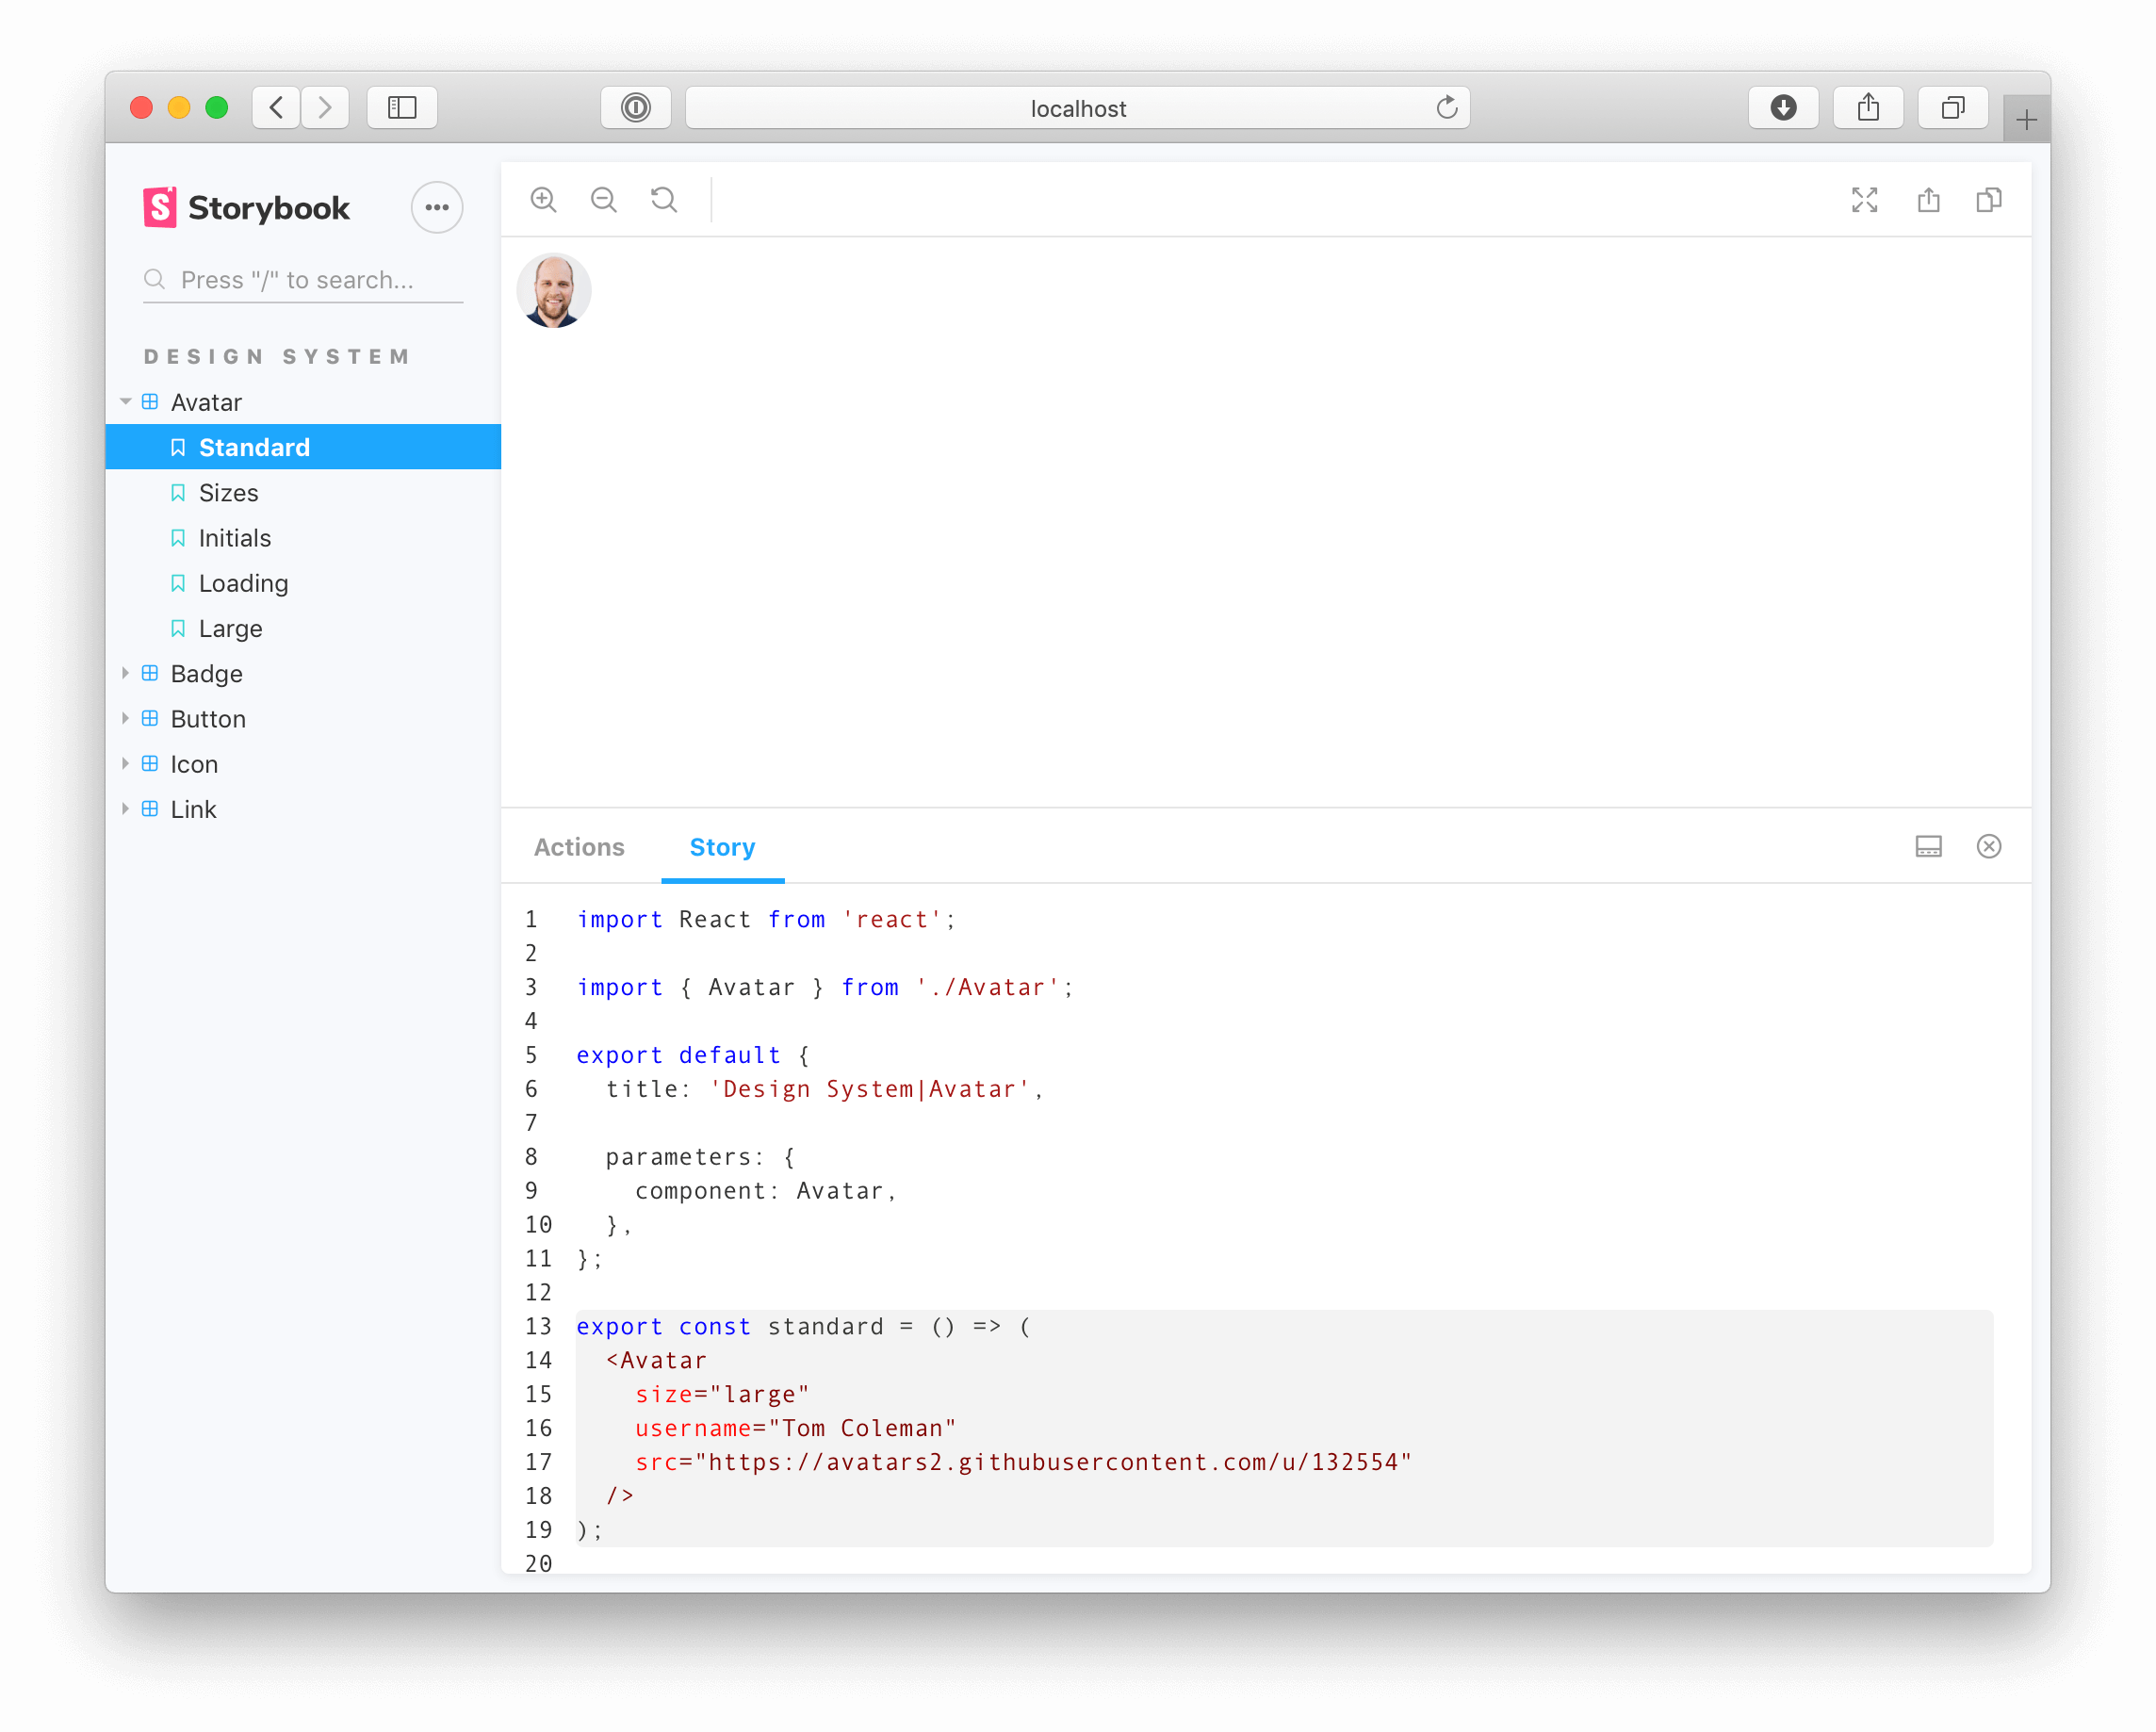 localhost
Storybook
Press "/" to search...
DESIGN SYSTEM
Avatar
Standard
Sizes
Initials
Loading
Large
Badge
Button
Icon
Link
Actions Story
1 import React from 'react';
2
3 import { Avatar } from './Avatar';
4
5 export default {
6 title: 'Design System|Avatar',
7
8 parameters: {
9 component: Avatar,
10 },
11 };
12
13 export const standard = () => (
14 <Avatar
15 size="large"
16 username="Tom Coleman"
17 src="https://avatars2.githubusercontent.com/u/132554"
18 />
19 );
20